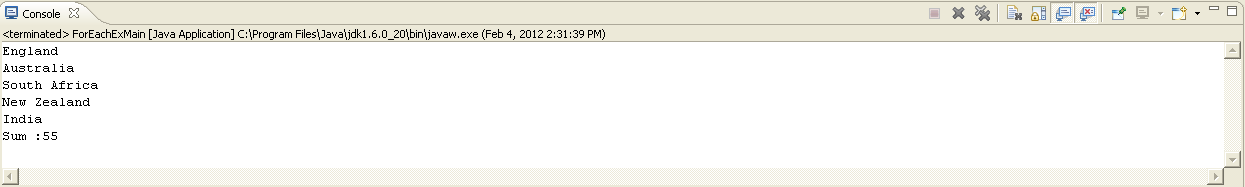 Console
<terminated> ForEachExMain [Java Application] C:\Program Files\Java\jdk1.6.0_20\bin\javaw.exe (Feb 4, 2012 2:31:39 PM)
England
Australia
South Africa
New Zealand
India
Sum :55